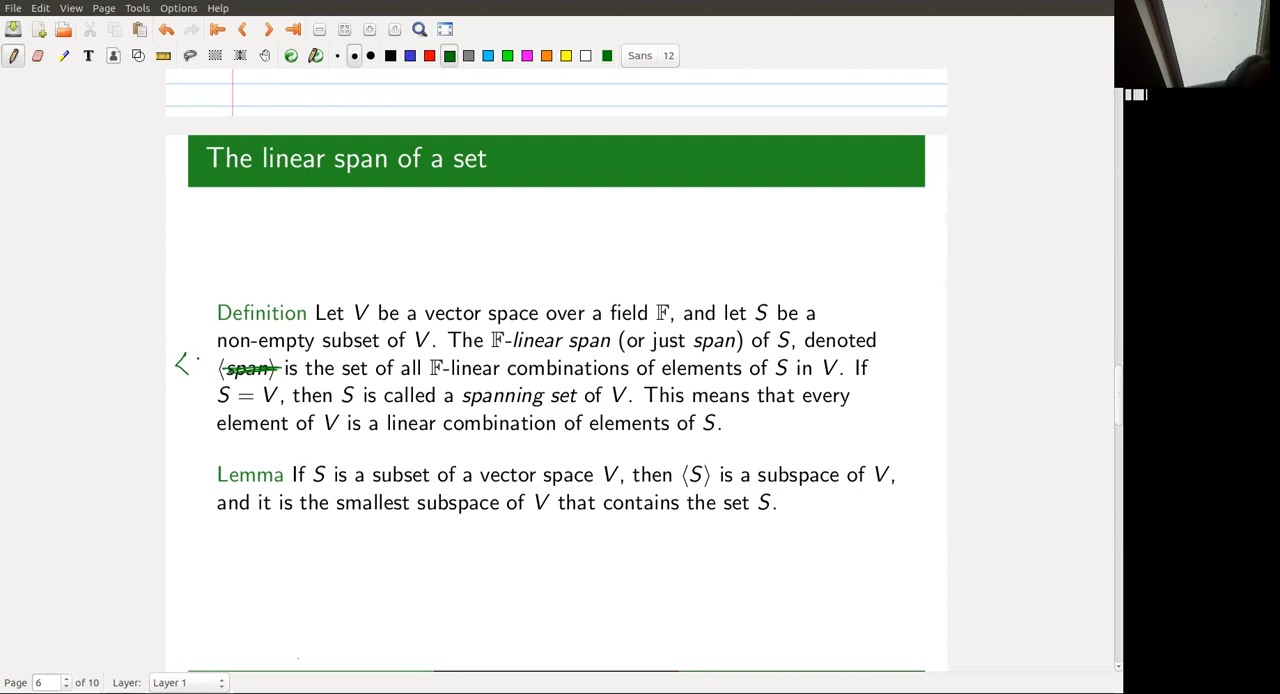 File Edit View Page Tools Options Help
T Sans 12
The linear span of a set
Definition Let V be a vector space over a field 𝔽, and let S be a
non-empty subset of V. The 𝔽-linear span (or just span) of S, denoted
⟨span⟩ is the set of all 𝔽-linear combinations of elements of S in V. If
S = V, then S is called a spanning set of V. This means that every
element of V is a linear combination of elements of S.
Lemma If S is a subset of a vector space V, then ⟨S⟩ is a subspace of V,
and it is the smallest subspace of V that contains the set S.
Page 6 of 10 Layer: Layer 1